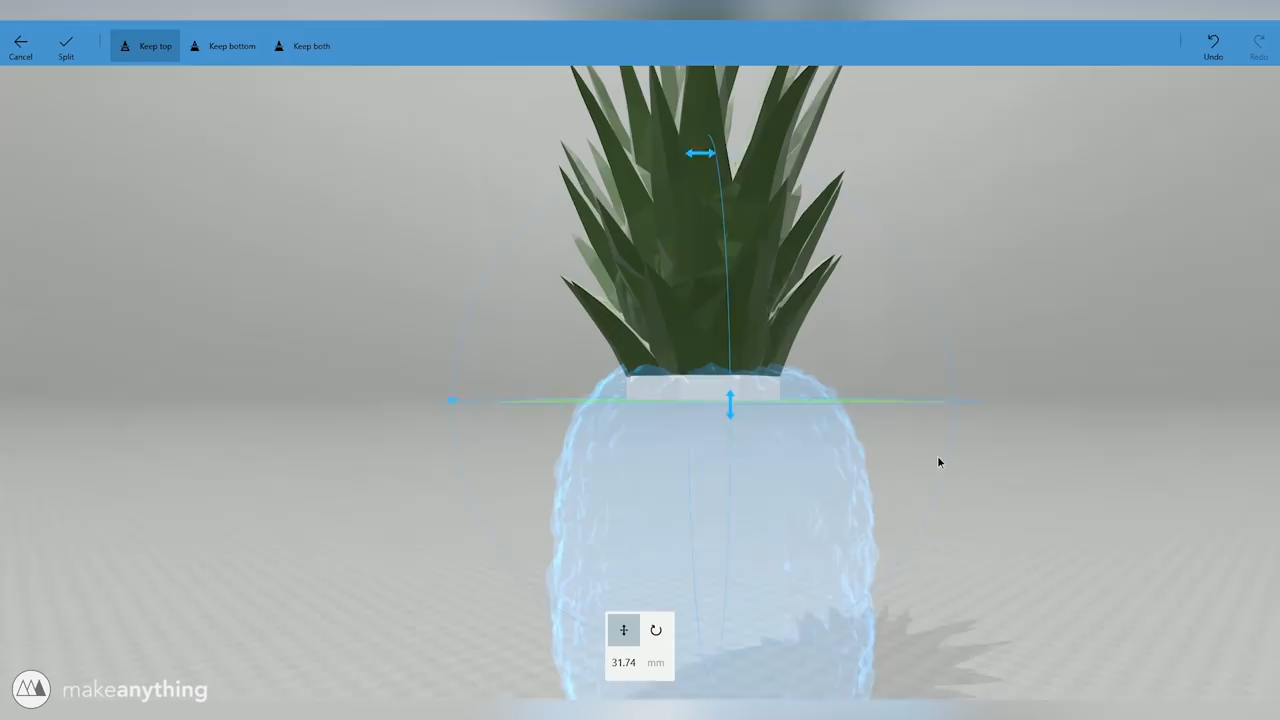 Cancel
Split
Keep top
Keep bottom
Keep both
Undo
Redo
31.74 mm
makeanything